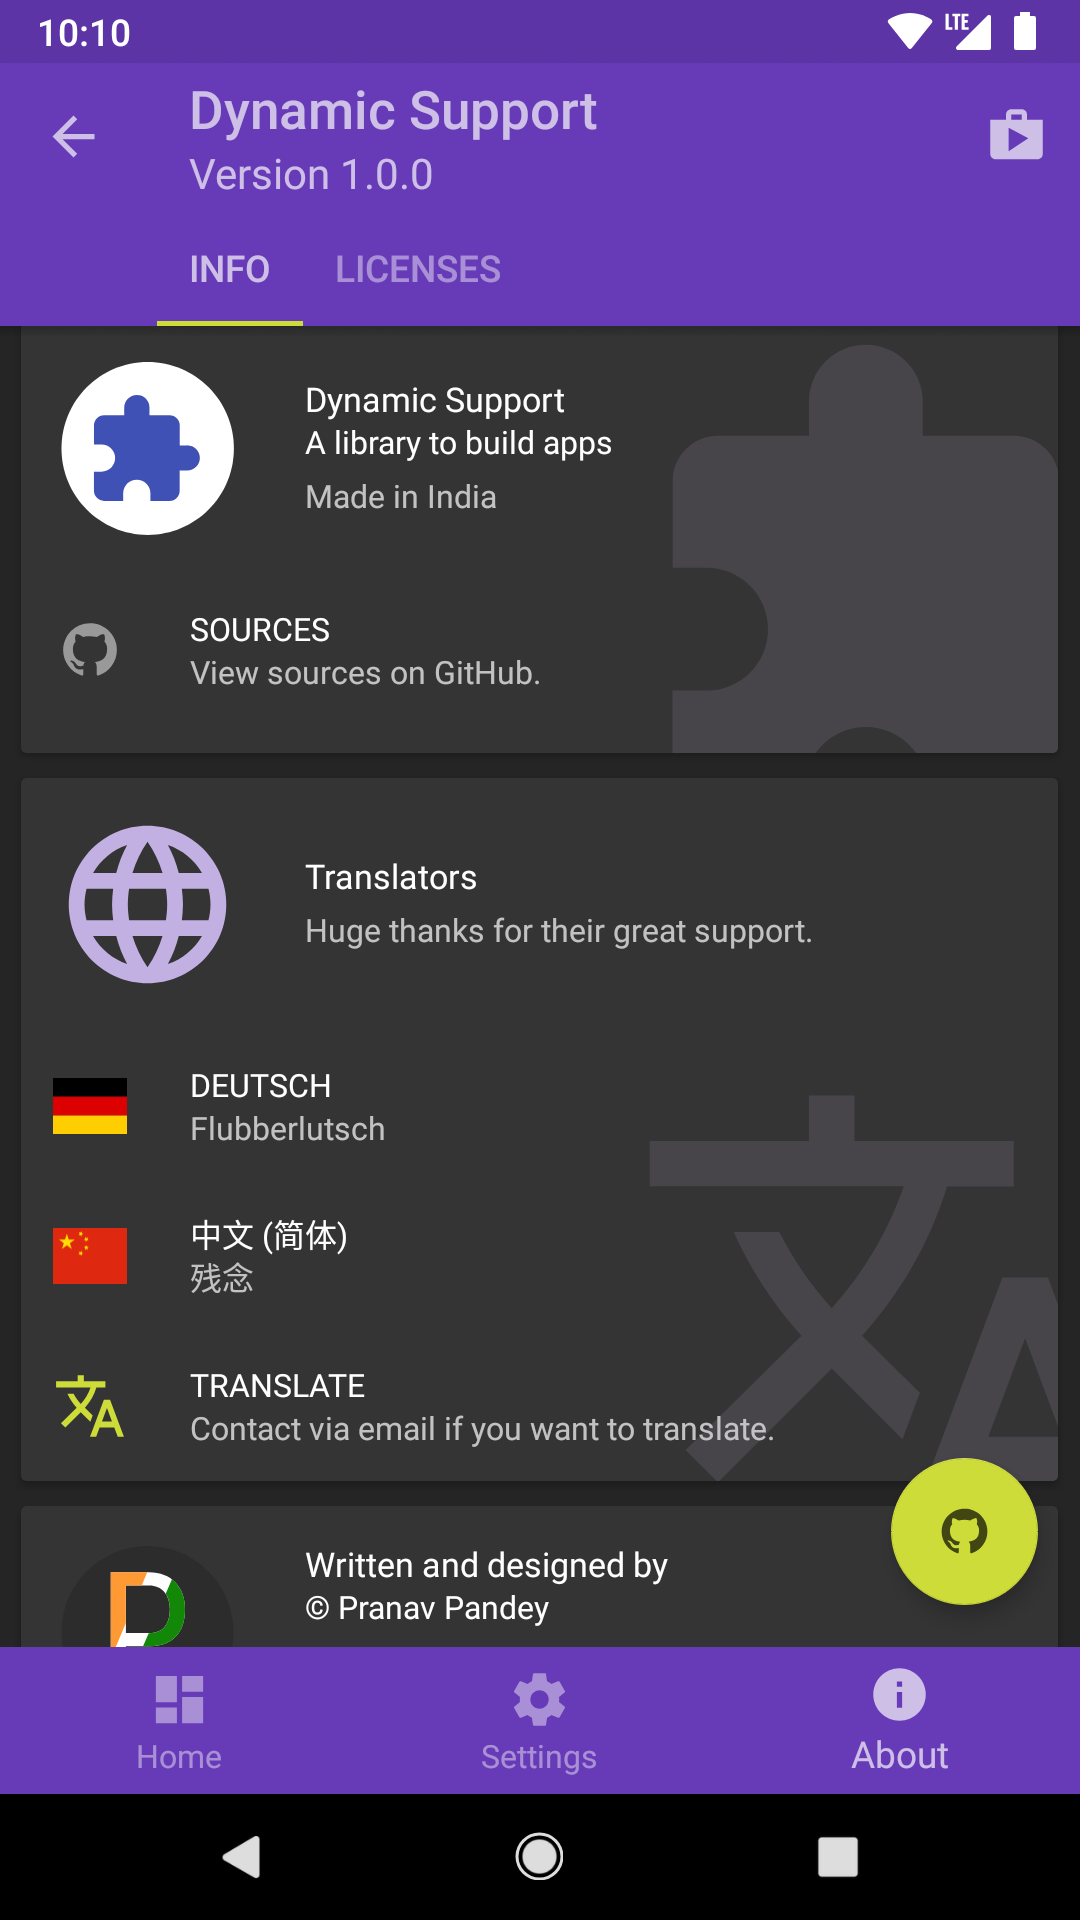 10:10
LTE
Dynamic Support
Version 1.0.0
INFO
LICENSES
Dynamic Support
A library to build apps
Made in India
SOURCES
View sources on GitHub.
Translators
Huge thanks for their great support.
DEUTSCH
Flubberlutsch
中文 (简体)
残念
TRANSLATE
Contact via email if you want to translate.
Written and designed by
© Pranav Pandey
Home
Settings
About